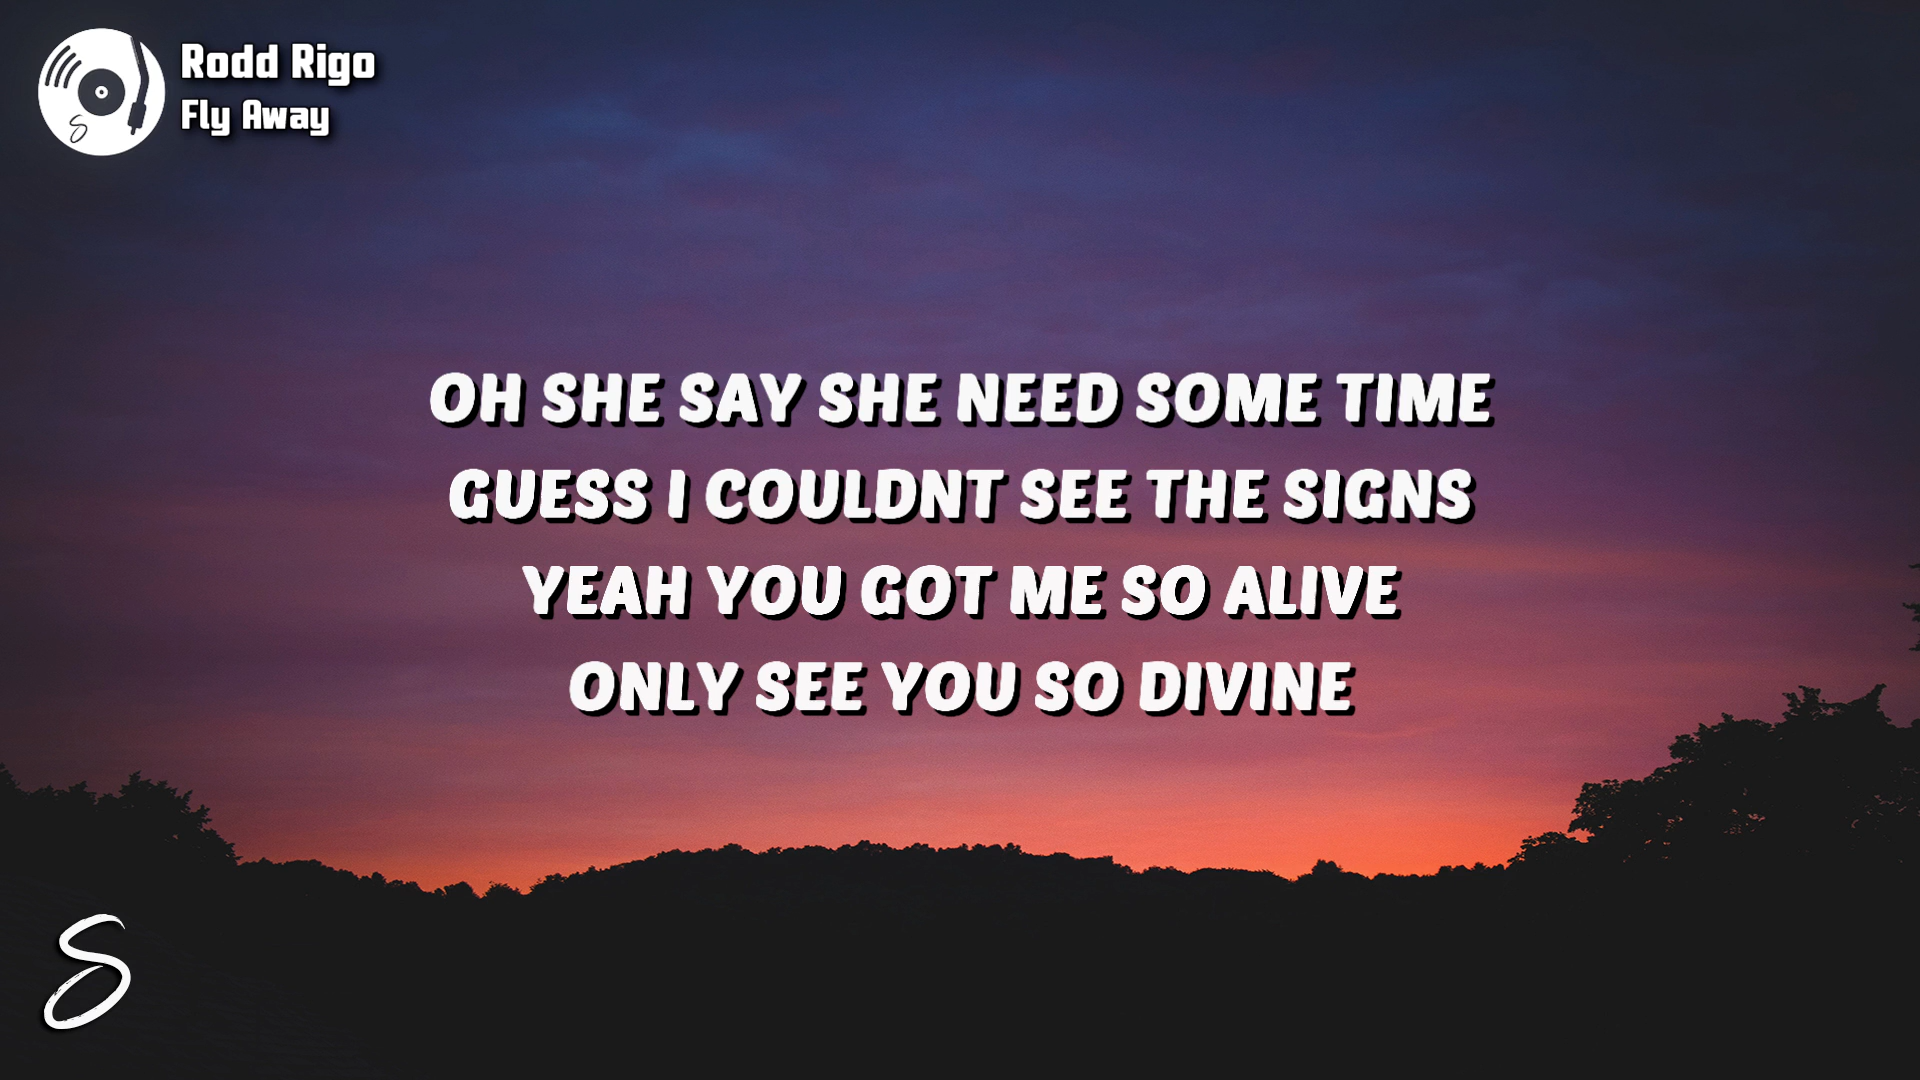 Rodd Rigo
Fly Away
OH SHE SAY SHE NEED SOME TIME
GUESS I COULDNT SEE THE SIGNS
YEAH YOU GOT ME SO ALIVE
ONLY SEE YOU SO DIVINE
S